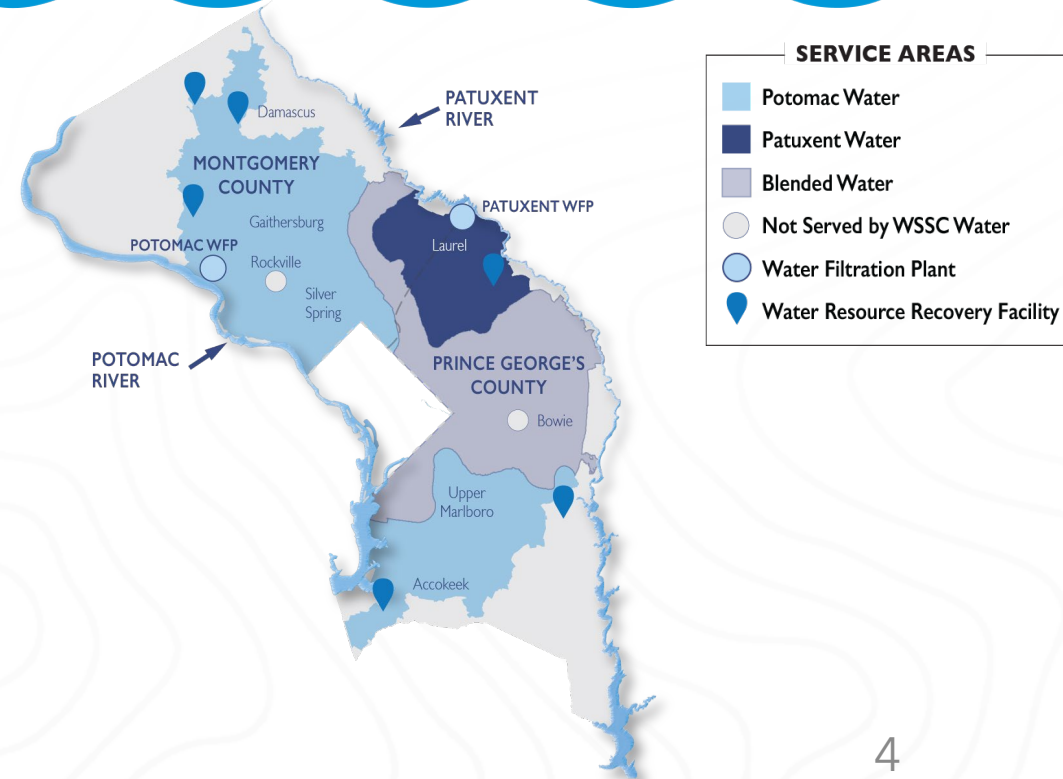 SERVICE AREAS
Potomac Water
Patuxent Water
Blended Water
Not Served by WSSC Water
Water Filtration Plant
Water Resource Recovery Facility
PATUXENT
RIVER
Damascus
MONTGOMERY
COUNTY
PATUXENT WFP
Gaithersburg
Laurel
POTOMAC WFP
Rockville
Silver
Spring
POTOMAC
RIVER
PRINCE GEORGE'S
COUNTY
Bowie
Upper
Marlboro
Accokeek
4